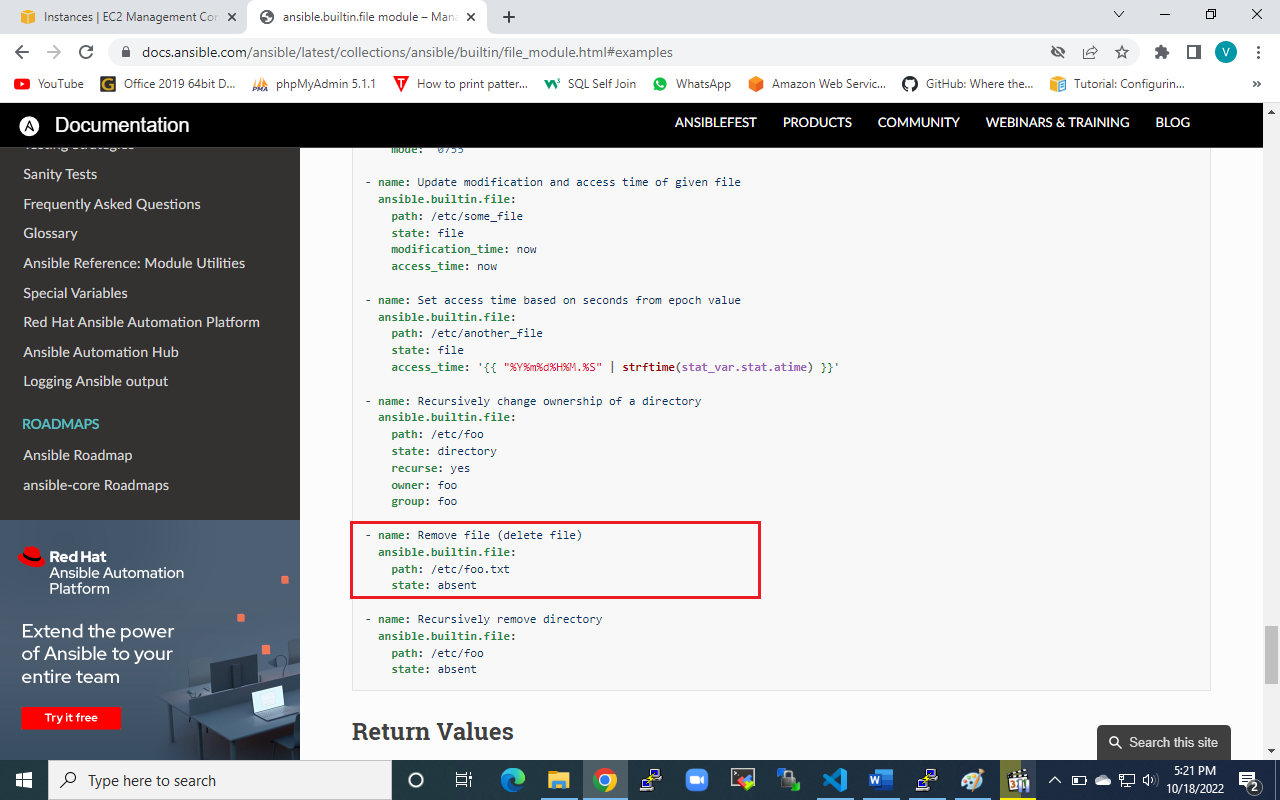 Instances | EC2 Management Con
ansible.builtin.file module – Mana
docs.ansible.com/ansible/latest/collections/ansible/builtin/file_module.html#examples
V
YouTube
Office 2019 64bit D...
phpMyAdmin 5.1.1
How to print patter...
SQL Self Join
WhatsApp
Amazon Web Servic...
GitHub: Where the...
Tutorial: Configurin...
»
Documentation
ANSIBLEFEST
PRODUCTS
COMMUNITY
WEBINARS & TRAINING
BLOG
Testing Strategies
Sanity Tests
Frequently Asked Questions
Glossary
Ansible Reference: Module Utilities
Special Variables
Red Hat Ansible Automation Platform
Ansible Automation Hub
Logging Ansible output
ROADMAPS
Ansible Roadmap
ansible-core Roadmaps
Red Hat
Ansible Automation
Platform
Extend the power
of Ansible to your
entire team
Try it free
mode: '0755'
- name: Update modification and access time of given file
ansible.builtin.file:
path: /etc/some_file
state: file
modification_time: now
access_time: now
- name: Set access time based on seconds from epoch value
ansible.builtin.file:
path: /etc/another_file
state: file
access_time: '{{ "%Y%m%d%H%M.%S" | strftime(stat_var.stat.atime) }}'
- name: Recursively change ownership of a directory
ansible.builtin.file:
path: /etc/foo
state: directory
recurse: yes
owner: foo
group: foo
- name: Remove file (delete file)
ansible.builtin.file:
path: /etc/foo.txt
state: absent
- name: Recursively remove directory
ansible.builtin.file:
path: /etc/foo
state: absent
Return Values
Search this site
Type here to search
5:21 PM
10/18/2022
2